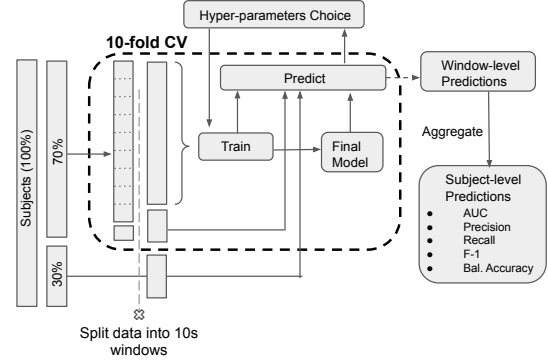 Hyper-parameters Choice
10-fold CV
Predict
Window-level
Predictions
Subjects (100%)
70%
Train
Final
Model
Aggregate
Subject-level
Predictions
● AUC
● Precision
● Recall
● F-1
● Bal. Accuracy
30%
Split data into 10s
windows